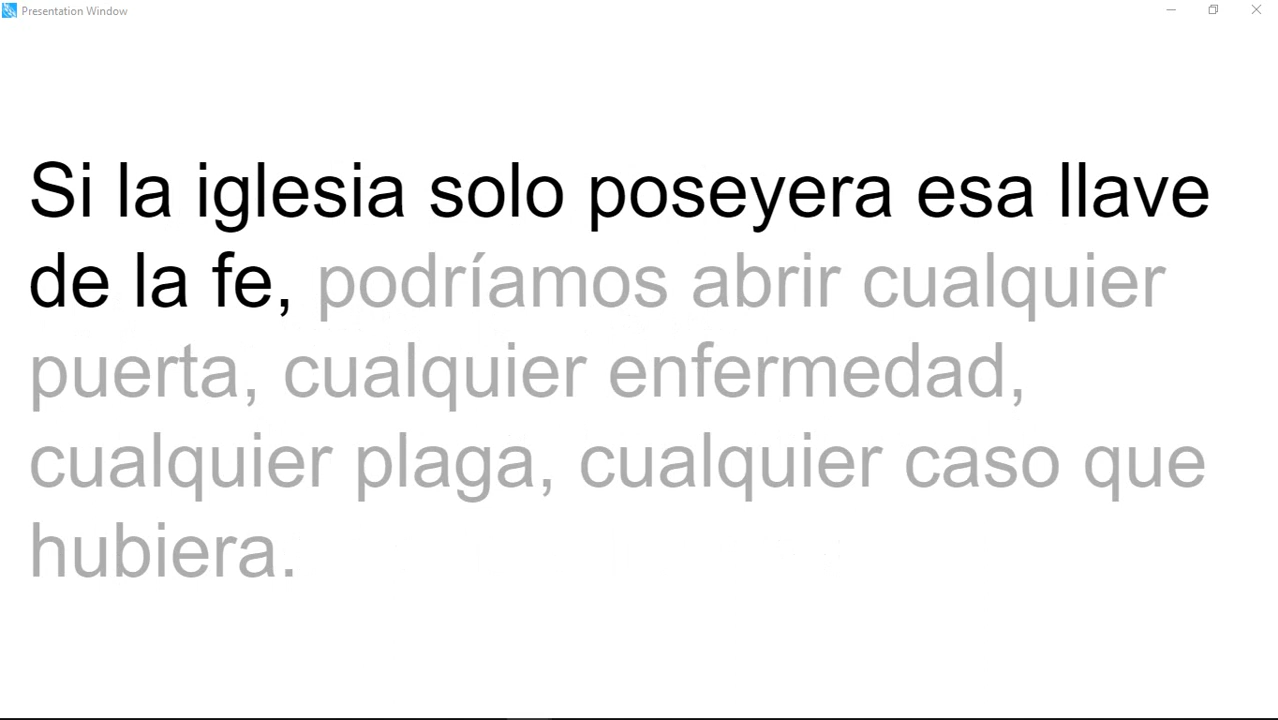 Presentation Window
Si la iglesia solo poseyera esa llave
de la fe, podríamos abrir cualquier
puerta, cualquier enfermedad,
cualquier plaga, cualquier caso que
hubiera.